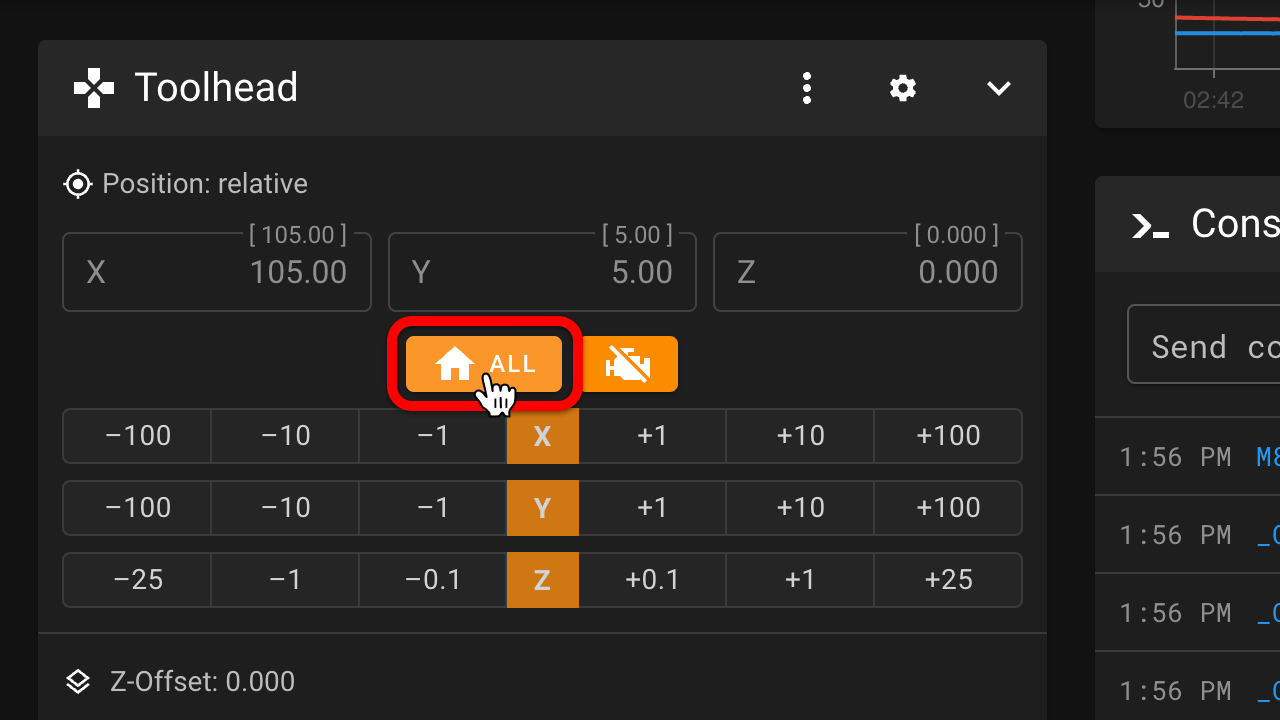 50
Toolhead
02:42
Position: relative
[ 105.00 ] [ 5.00 ] [ 0.000 ]
X 105.00 Y 5.00 Z 0.000
ALL
−100 −10 −1 X +1 +10 +100
−100 −10 −1 Y +1 +10 +100
−25 −1 −0.1 Z +0.1 +1 +25
Z-Offset: 0.000
Cons
Send co
1:56 PM M8
1:56 PM
1:56 PM
1:56 PM